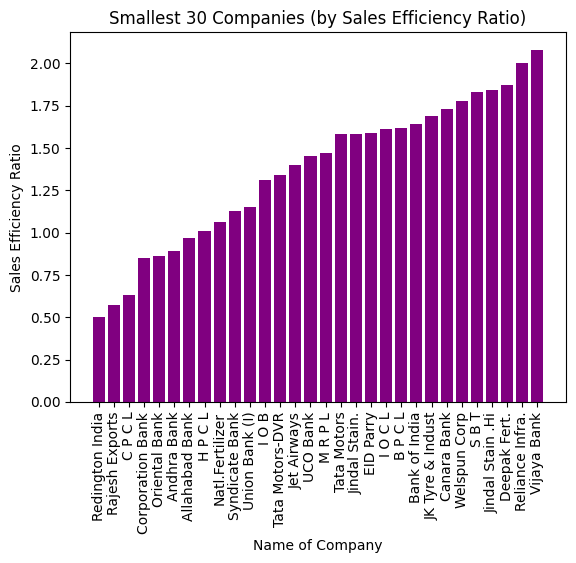 Smallest 30 Companies (by Sales Efficiency Ratio)
Sales Efficiency Ratio
2.00
1.75
1.50
1.25
1.00
0.75
0.50
0.25
0.00
Redington India
Rajesh Exports
C P C L
Corporation Bank
Oriental Bank
Andhra Bank
Allahabad Bank
H P C L
Natl.Fertilizer
Syndicate Bank
Union Bank (I)
I O B
Tata Motors-DVR
Jet Airways
UCO Bank
M R P L
Tata Motors
Jindal Stain.
EID Parry
I O C L
B P C L
Bank of India
JK Tyre & Indust
Canara Bank
Welspun Corp
S B T
Jindal Stain .Hi
Deepak Fert.
Reliance Infra.
Vijaya Bank
Name of Company